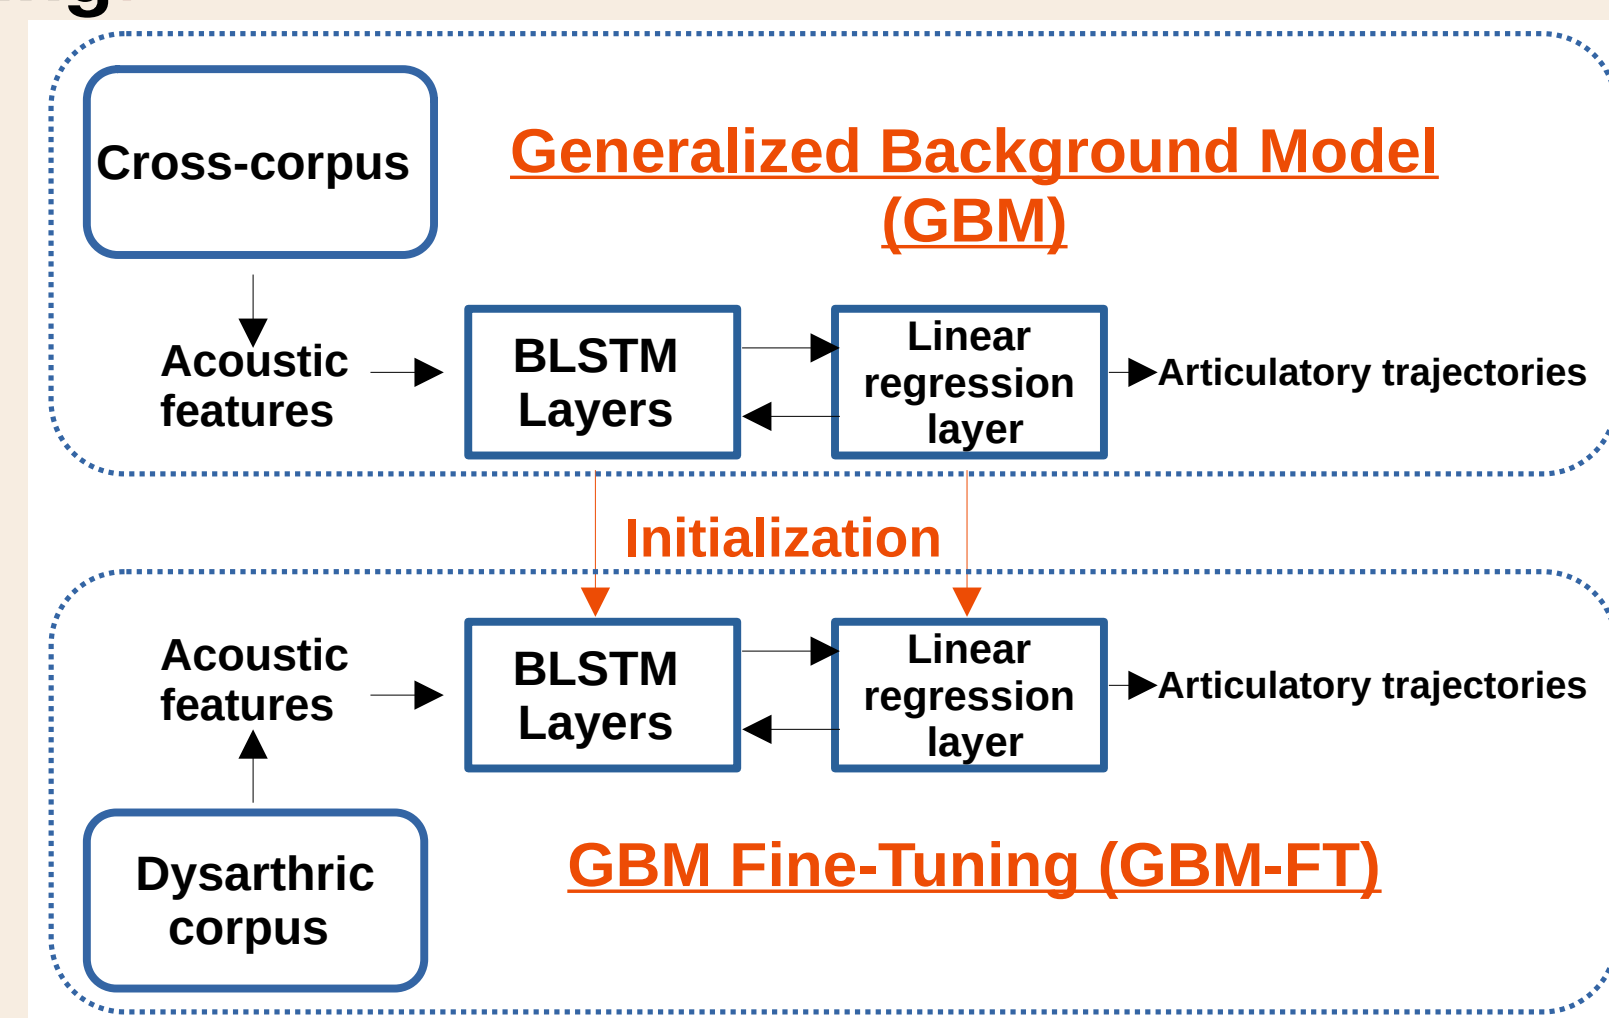 Cross-corpus
Generalized Background Model
(GBM)
Acoustic
features
BLSTM
Layers
Linear
regression
layer
Articulatory trajectories
Initialization
Acoustic
features
BLSTM
Layers
Linear
regression
layer
Articulatory trajectories
Dysarthric
corpus
GBM Fine-Tuning (GBM-FT)